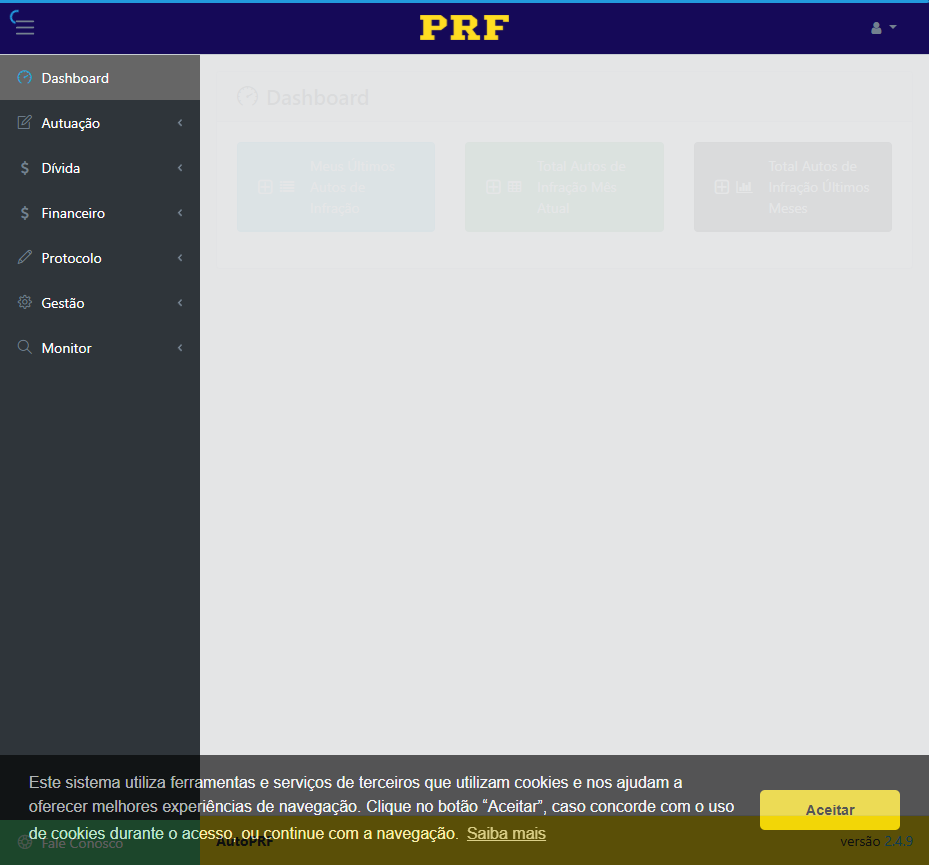 PRF
Dashboard
Autuação
Dívida
Financeiro
Protocolo
Gestão
Monitor
Dashboard
Meus Últimos
Autos de
Infração
Total Autos de
Infração Mês
Atual
Total Autos de
Infração Últimos
Meses
Este sistema utiliza ferramentas e serviços de terceiros que utilizam cookies e nos ajudam a
oferecer melhores experiências de navegação. Clique no botão “Aceitar”, caso concorde com o uso
de cookies durante o acesso, ou continue com a navegação. Saiba mais
Aceitar
Fale Conosco
AutoPRF
versão 2.4.9